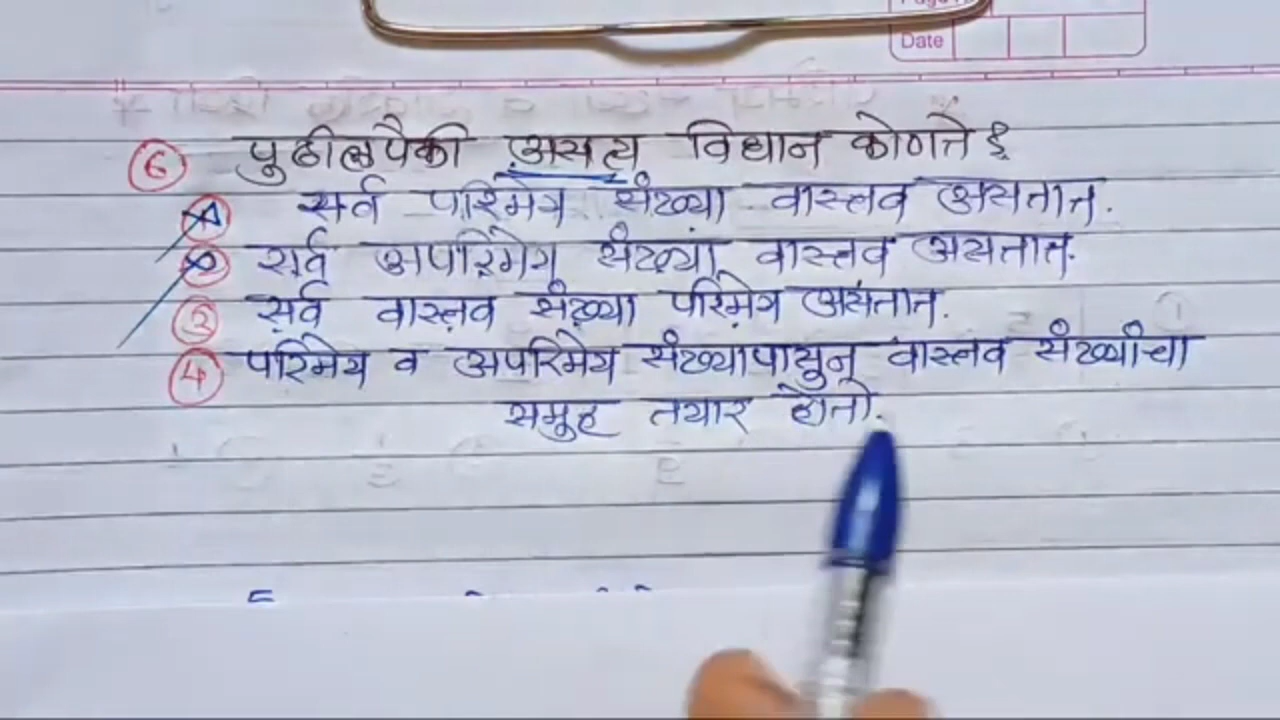 Date
⑥ पुढीलपैकी असत्य विधान कोणते?
① सर्व परिमेय संख्या वास्तव असतात.
② सर्व अपरिमेय संख्या वास्तव असतात.
③ सर्व वास्तव संख्या परिमेय असतात.
④ परिमेय व अपरिमेय संख्यापासुन वास्तव संख्यांचा
समुह तयार होतो.